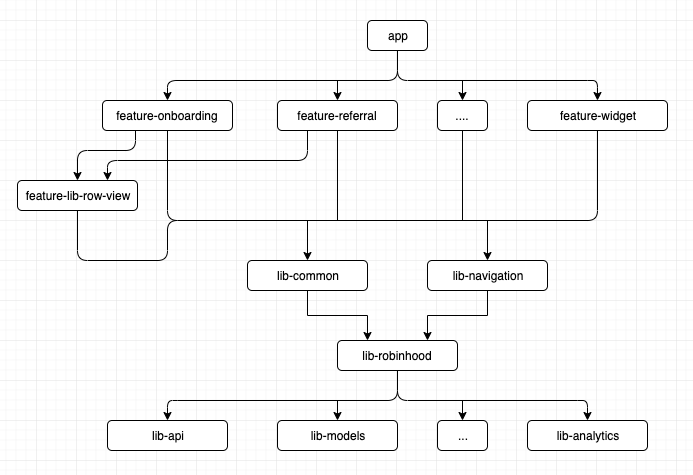 app
feature-onboarding
feature-referral
....
feature-widget
feature-lib-row-view
lib-common
lib-navigation
lib-robinhood
lib-api
lib-models
...
lib-analytics